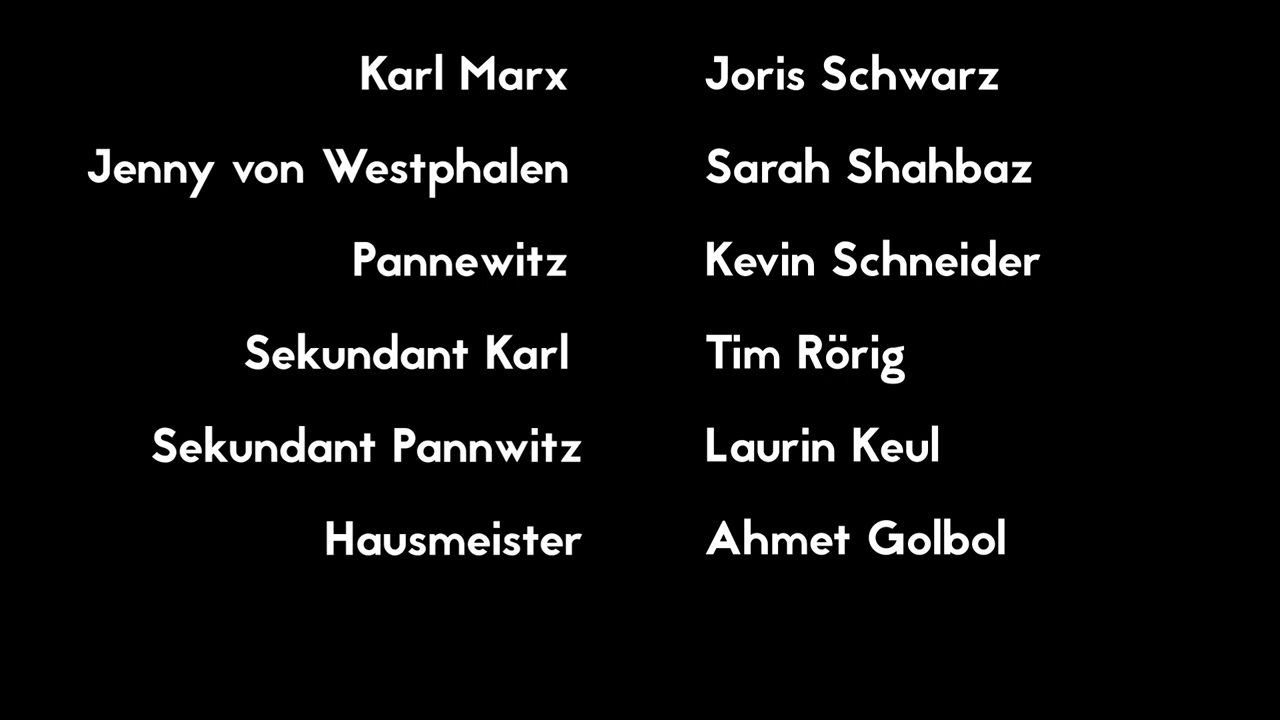 Karl Marx Joris Schwarz
Jenny von Westphalen Sarah Shahbaz
Pannewitz Kevin Schneider
Sekundant Karl Tim Rörig
Sekundant Pannwitz Laurin Keul
Hausmeister Ahmet Golbol